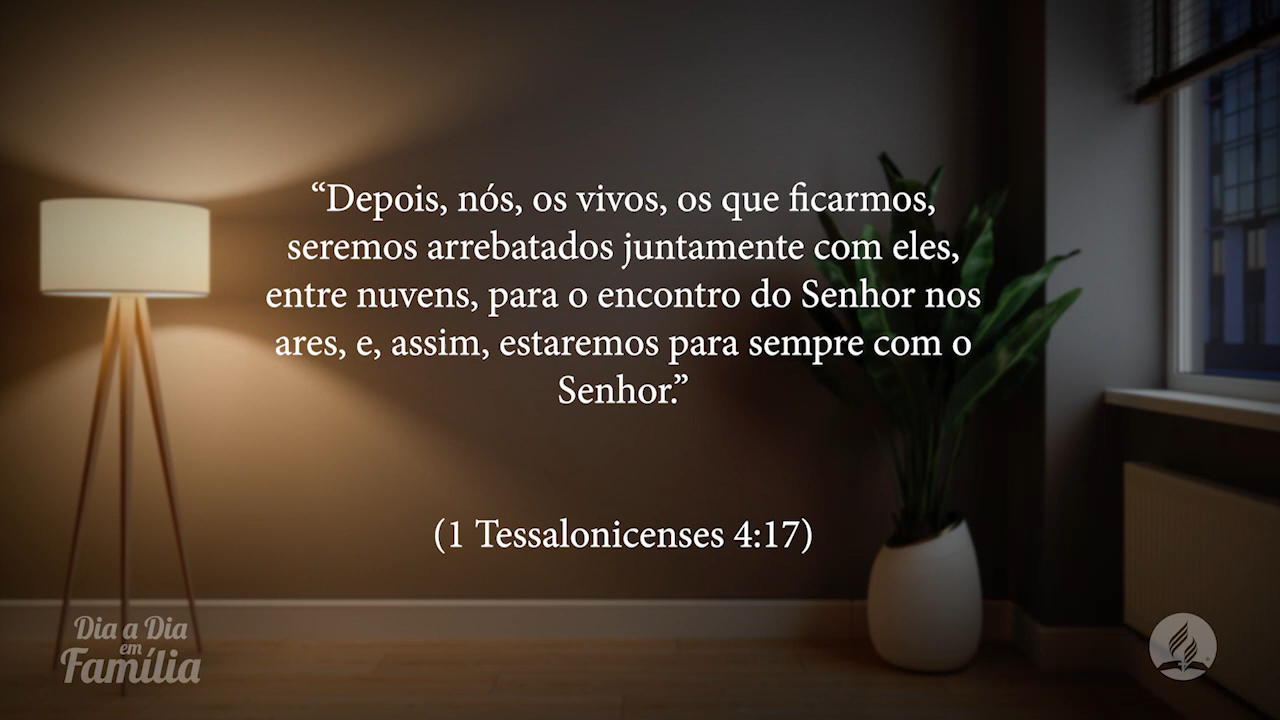 “Depois, nós, os vivos, os que ficarmos,
seremos arrebatados juntamente com eles,
entre nuvens, para o encontro do Senhor nos
ares, e, assim, estaremos para sempre com o
Senhor.”
(1 Tessalonicenses 4:17)
Dia a Dia
em
Família